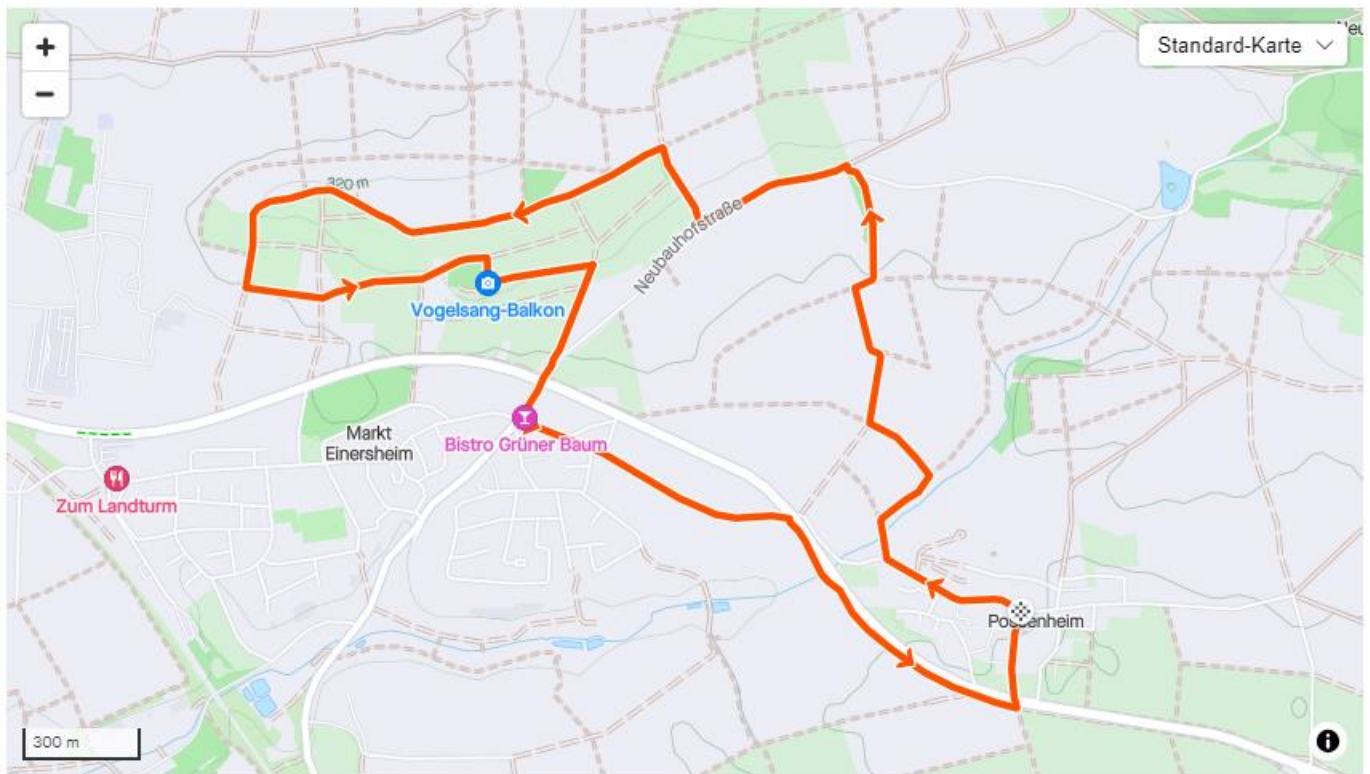 +
−
Standard-Karte
320 m
Neubauhofstraße
Vogelsang-Balkon
Markt
Einersheim
Bistro Grüner Baum
Zum Landturm
300 m